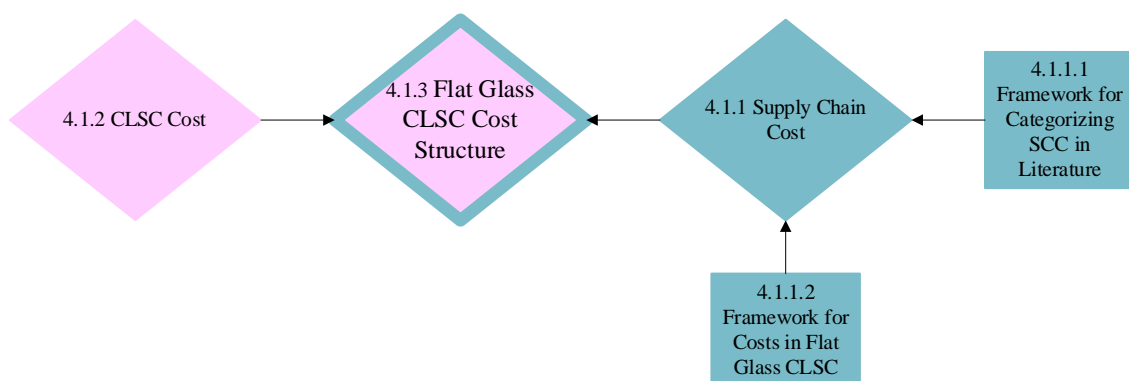 4.1.2 CLSC Cost
4.1.3 Flat Glass
CLSC Cost
Structure
4.1.1 Supply Chain
Cost
4.1.1.1
Framework for
Categorizing
SCC in
Literature
4.1.1.2
Framework for
Costs in Flat
Glass CLSC